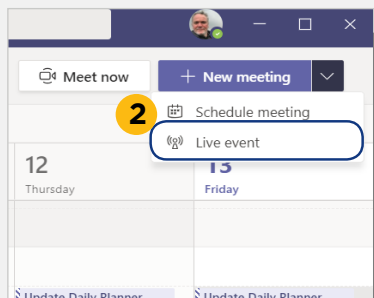 Meet now
+ New meeting
2
Schedule meeting
Live event
12
13
Thursday
Friday
Update Daily Planner
Update Daily Planner